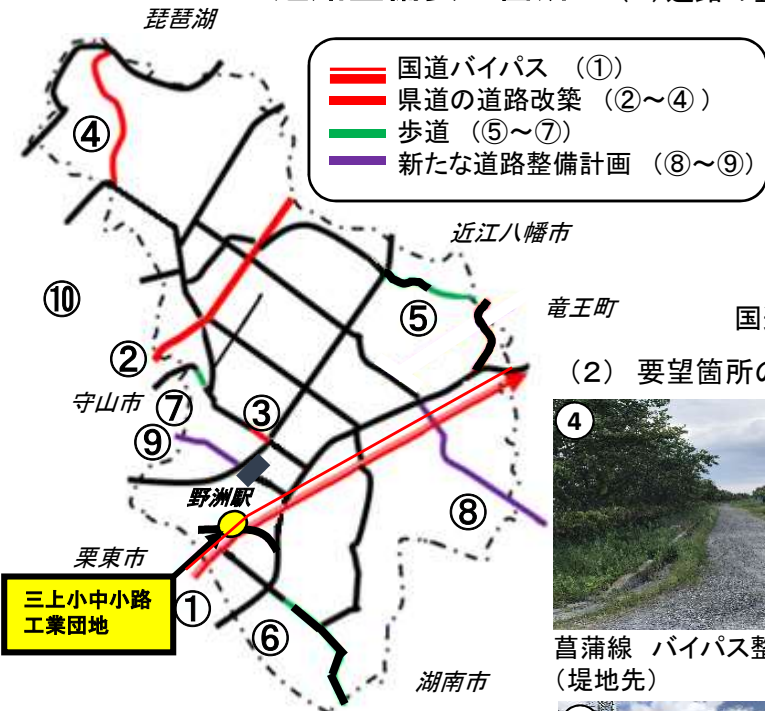 琵琶湖
国道バイパス （①）
県道の道路改築 （②～④）
歩道 （⑤～⑦）
新たな道路整備計画 （⑧～⑨）
④
近江八幡市
⑩
⑤
竜王町
②
（2） 要望箇所の
守山市
⑦
③
④
⑨
野洲駅
⑧
栗東市
三上小中小路
工業団地
①
⑥
湖南市
菖蒲線 バイパス整
（堤地先）